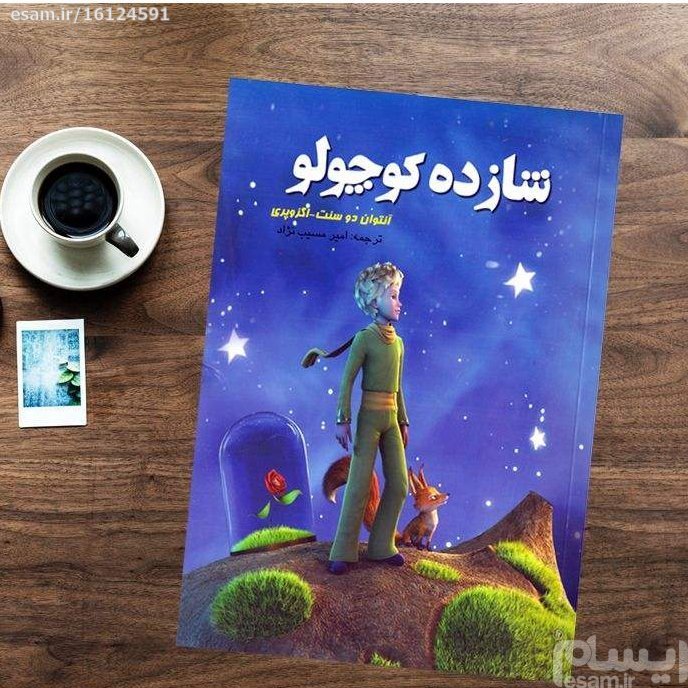 esam.ir/16124591
شازده کوچولو
آنتوان دو سنت-اگزوپری
ترجمه: امیر مسیب نژاد
ایسام
esam.ir